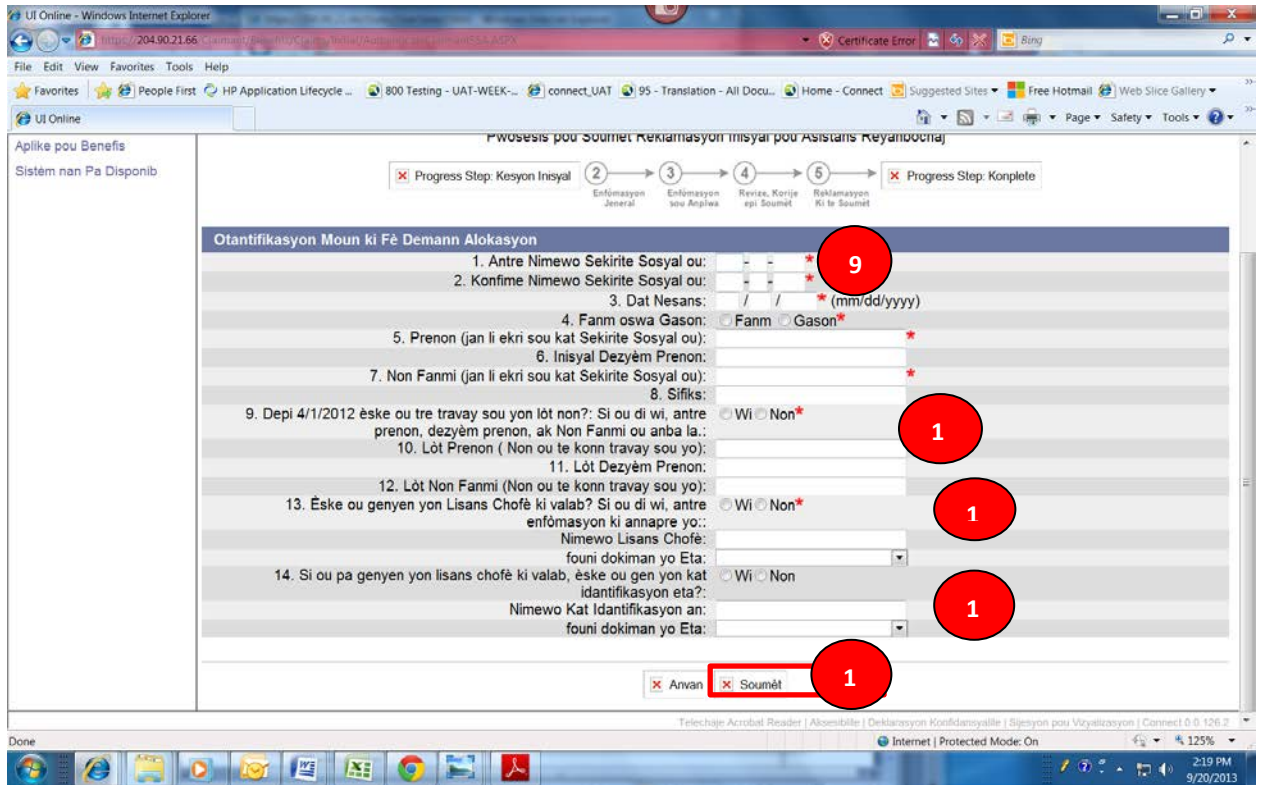 UI Online - Windows Internet Explorer
204.90.21.66
Certificate Error
Bing
File Edit View Favorites Tools Help
Favorites People First HP Application Lifecycle ... 800 Testing - UAT-WEEK-... connect_UAT 95 - Translation - All Docu... Home - Connect Suggested Sites Free Hotmail Web Slice Gallery
UI Online
Page Safety Tools
Aplike pou Benefis
Sistèm nan Pa Disponib
Pwosesis pou Soumèt Reklamasyon Inisyal pou Asistans Reyanbochaj
Progress Step: Kesyon Inisyal 2 3 4 5 Progress Step: Konplete
Enfòmasyon Jeneral
Enfòmasyon sou Anplwa
Revize, Korije epi Soumèt
Reklamasyon Ki te Soumèt
Otantifikasyon Moun ki Fè Demann Alokasyon
1. Antre Nimewo Sekirite Sosyal ou: - - *
9
2. Konfime Nimewo Sekirite Sosyal ou: - - *
3. Dat Nesans: / / * (mm/dd/yyyy)
4. Fanm oswa Gason: Fanm Gason*
5. Prenon (jan li ekri sou kat Sekirite Sosyal ou): *
6. Inisyal Dezyèm Prenon:
7. Non Fanmi (jan li ekri sou kat Sekirite Sosyal ou): *
8. Sifiks:
9. Depi 4/1/2012 èske ou tre travay sou yon lòt non?: Si ou di wi, antre Wi Non*
prenon, dezyèm prenon, ak Non Fanmi ou anba la.:
1
10. Lòt Prenon ( Non ou te konn travay sou yo):
11. Lòt Dezyèm Prenon:
12. Lòt Non Fanmi (Non ou te konn travay sou yo):
13. Èske ou genyen yon Lisans Chofè ki valab? Si ou di wi, antre Wi Non*
enfòmasyon ki annapre yo::
1
Nimewo Lisans Chofè:
founi dokiman yo Eta:
14. Si ou pa genyen yon lisans chofè ki valab, èske ou gen yon kat Wi Non
idantifikasyon eta?:
Nimewo Kat Idantifikasyon an:
1
founi dokiman yo Eta:
Anvan Soumèt
1
Telechaje Acrobat Reader | Aksesibilite | Deklarasyon Konfidansyalite | Sijesyon pou Vizyalizasyon | Connect 0.0.126.2
Done
Internet | Protected Mode: On
125%
2:19 PM
9/20/2013